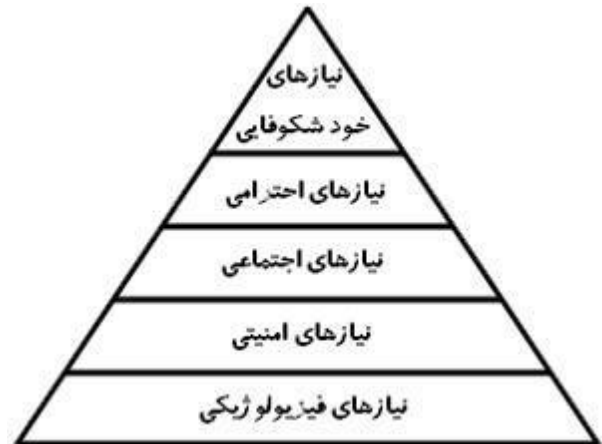 نیازهای
خود شکوفایی
نیازهای احترامی
نیازهای اجتماعی
نیازهای امنیتی
نیازهای فیزیولوژیکی